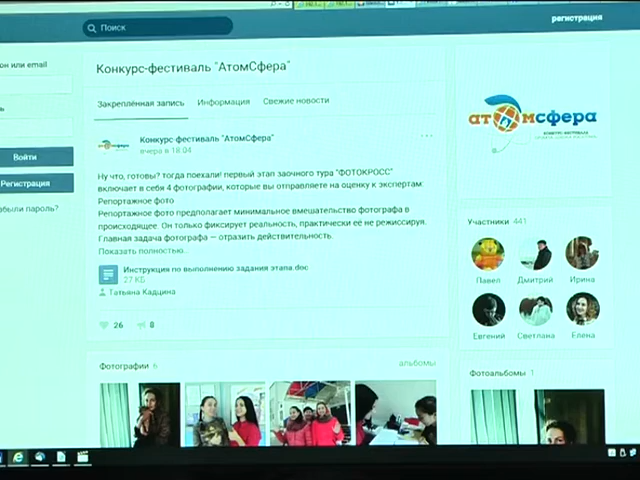 Поиск
регистрация
он или email
Войти
Регистрация
абыли пароль?
Конкурс-фестиваль "АтомСфера"
Закреплённая запись Информация Свежие новости
Конкурс фестиваль "АтомСфера"
вчера в 18:04
Ну что, готовы? тогда поехали! первый этап заочного тура "ФОТОКРОСС"
включает в себя 4 фотографии, которые вы отправляете на оценку к экспертам:
Репортажное фото
Репортажное фото предполагает минимальное вмешательство фотографа в
происходящее. Он только фиксирует реальность, практически её не режиссируя.
Главная задача фотографа — отразить действительность.
Показать полностью...
Инструкция по выполнению задания этапа.doc
27 КБ
Татьяна Кадцина
26 8
Фотографии 6 альбомы
атомсфера
КОНКУРС-ФЕСТИВАЛЬ
Участники 441
Павел Дмитрий Ирина
Евгений Светлана Елена
Фотоальбомы 1